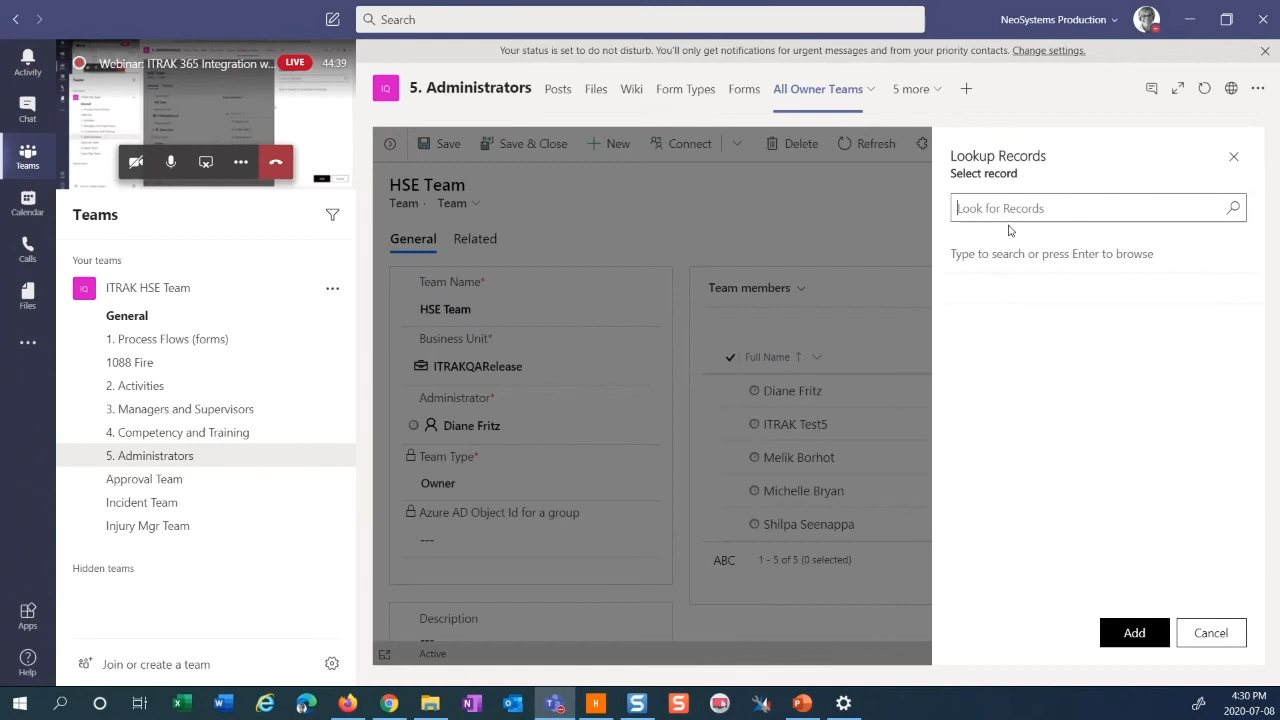 Search
NeoSystems Production
Your status is set to do not disturb. You'll only get notifications for urgent messages and from your priority contacts. Change settings.
Webinar: ITRAK 365 Integration w...
LIVE
44:39
Activity
Teams
Calendar
Calls
Files
Apps
Help
Teams
Your teams
IQ
ITRAK HSE Team
General
1. Process Flows (forms)
1088 Fire
2. Activities
3. Managers and Supervisors
4. Competency and Training
5. Administrators
Approval Team
Incident Team
Injury Mgr Team
Hidden teams
Join or create a team
IQ
5. Administrators
Posts
Files
Wiki
Form Types
Forms
All Owner Teams
5 more
Save
New
Connect
HSE Team
Team · Team
General
Related
Team Name*
HSE Team
Business Unit*
ITRAKQARelease
Administrator*
Diane Fritz
Team Type*
Owner
Azure AD Object Id for a group
---
Description
---
Active
Team members
Full Name
Diane Fritz
ITRAK Test5
Melik Borhot
Michelle Bryan
Shilpa Seenappa
ABC
1 - 5 of 5 (0 selected)
Lookup Records
Select record
Look for Records
Type to search or press Enter to browse
Add
Cancel
4:30 PM
2020-07-08